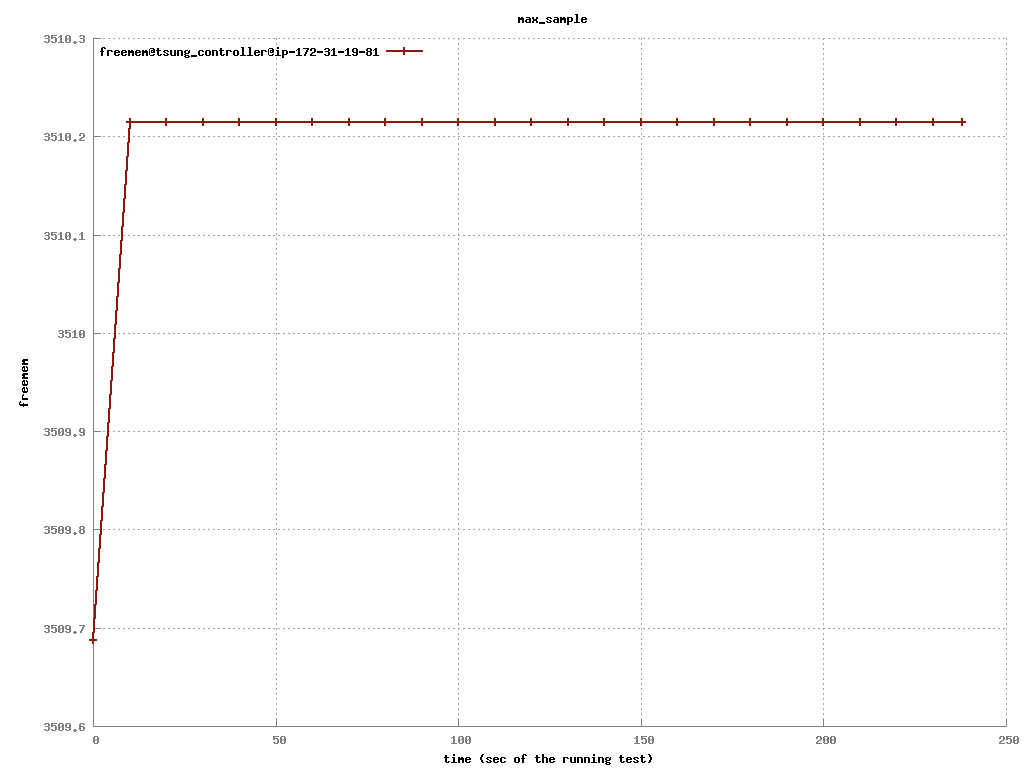 max_sample
3510.3
freemem@tsung_controller@ip-172-31-19-81
3510.2
3510.1
3510
3509.9
3509.8
3509.7
3509.6
freemem
0 50 100 150 200 250
time (sec of the running test)